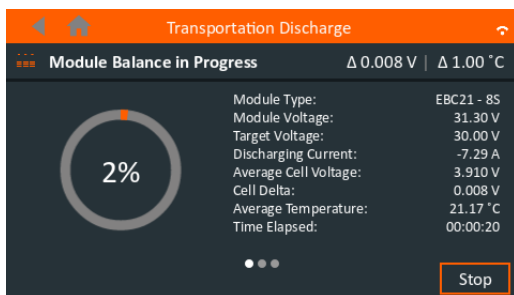 Transportation Discharge
Module Balance in Progress Δ 0.008 V | Δ 1.00 ˚C
Module Type: EBC21 - 8S
Module Voltage: 31.30 V
Target Voltage: 30.00 V
Discharging Current: -7.29 A
Average Cell Voltage: 3.910 V
Cell Delta: 0.008 V
Average Temperature: 21.17 ˚C
Time Elapsed: 00:00:20
2%
Stop